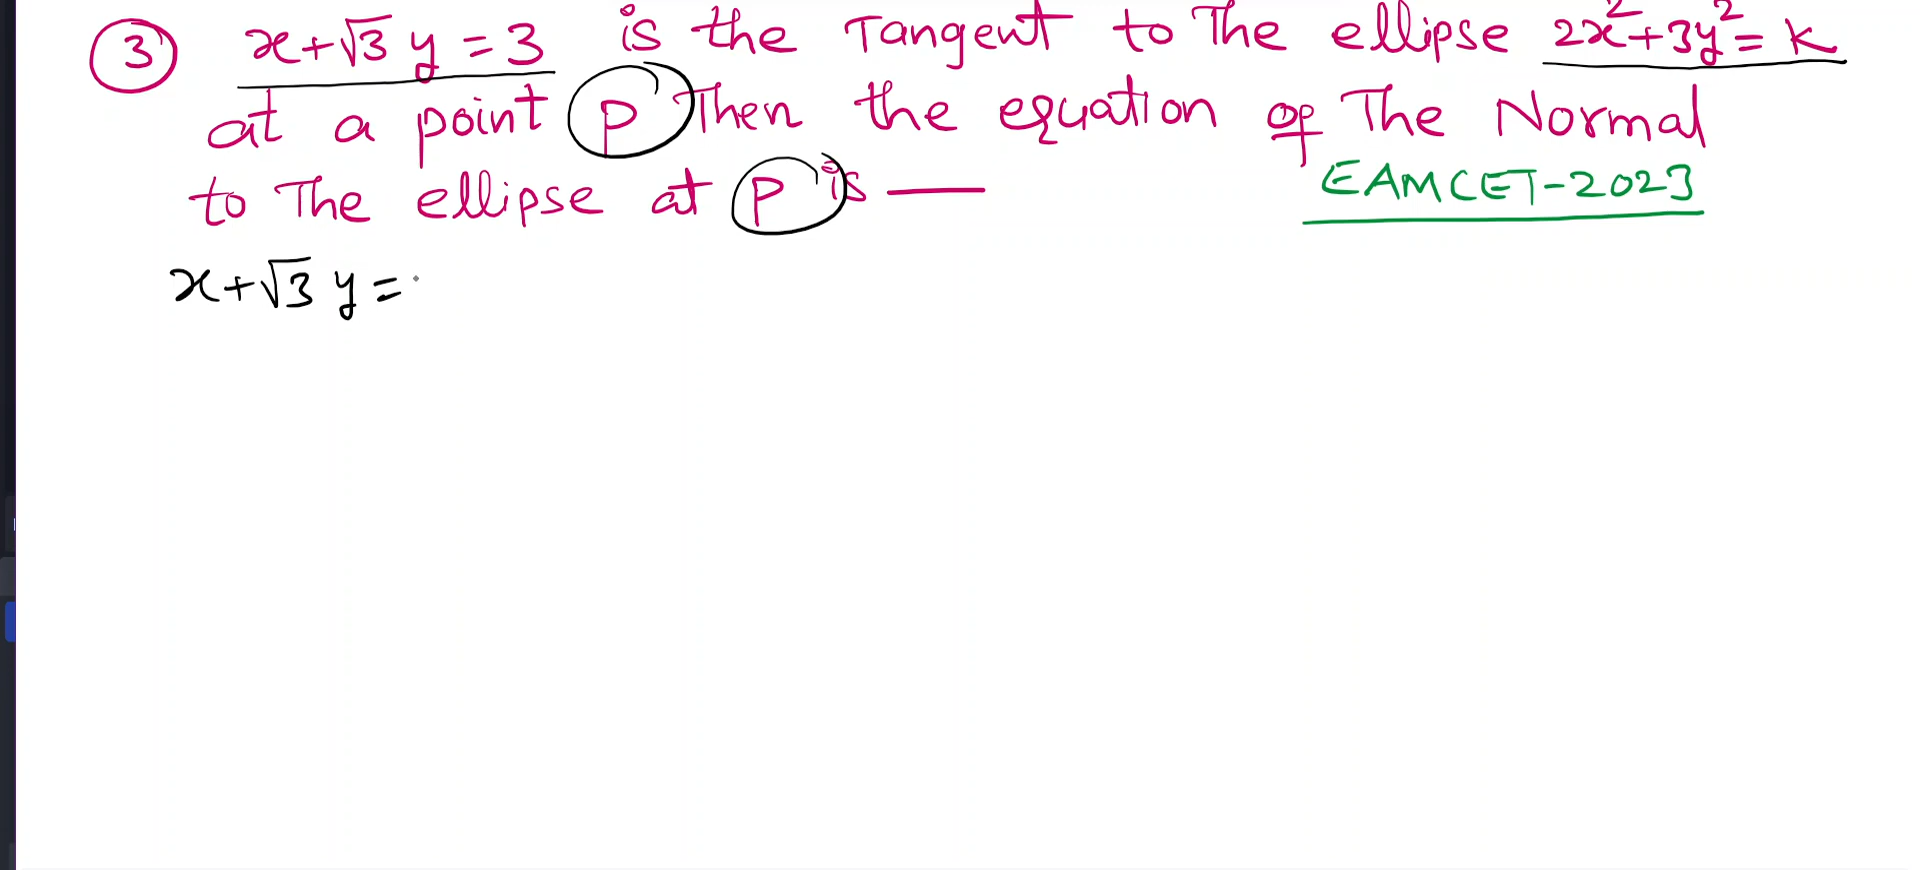 3 x+√3 y = 3 is the Tangent to The ellipse 2x²+3y² = k
at a point P Then the equation of The Normal
to The ellipse at P is ——
EAMCET-2023
x+√3 y =